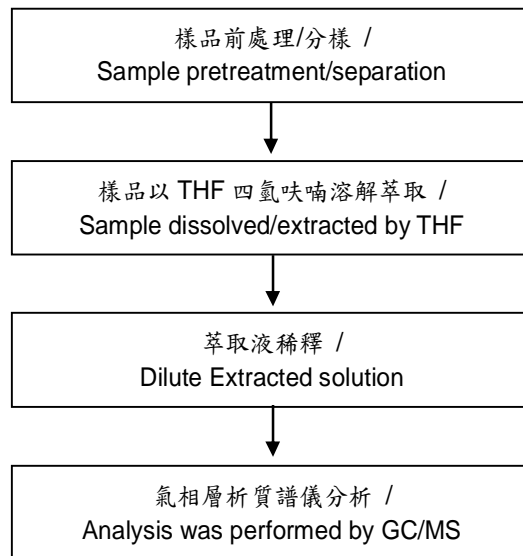 樣品前處理/分樣 /
Sample pretreatment/separation
樣品以 THF 四氫呋喃溶解萃取 /
Sample dissolved/extracted by THF
萃取液稀釋 /
Dilute Extracted solution
氣相層析質譜儀分析 /
Analysis was performed by GC/MS